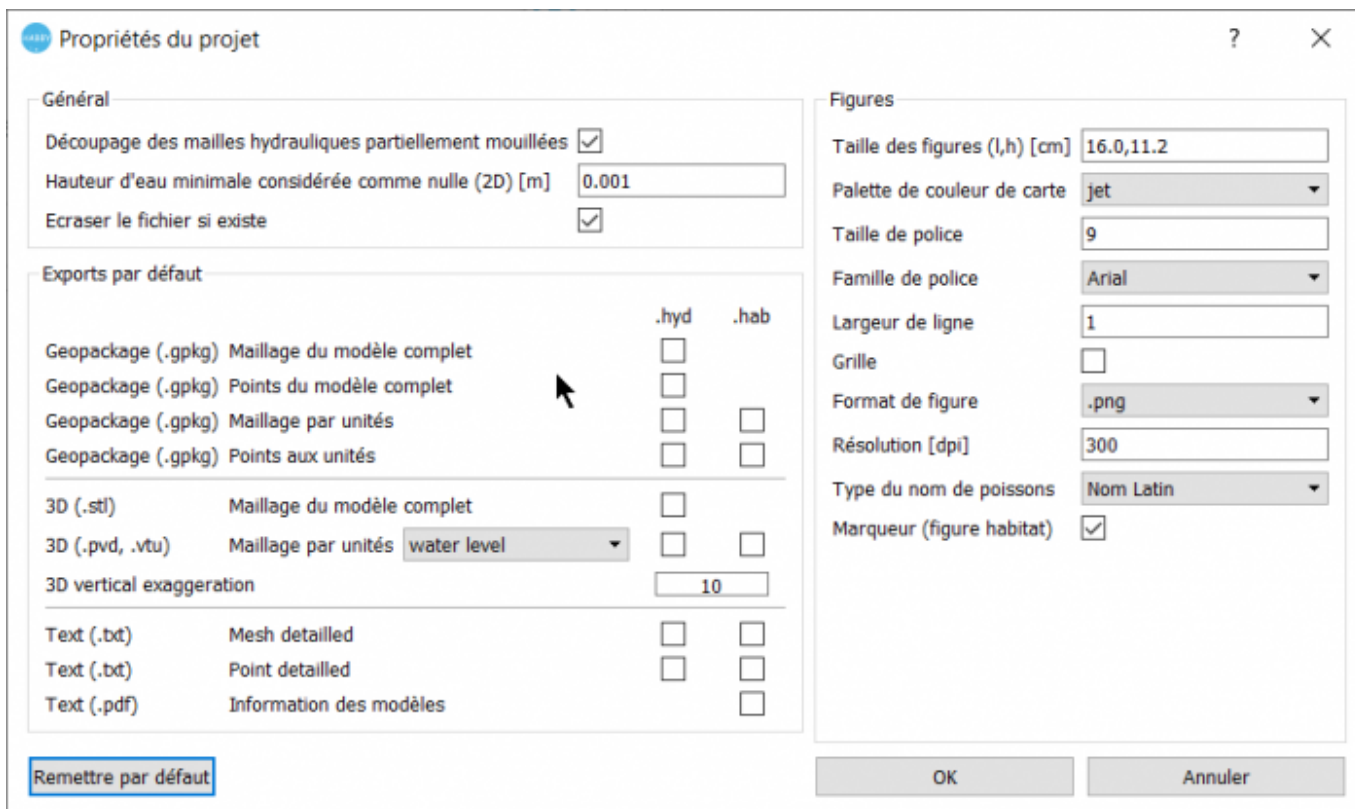 HABBY
Propriétés du projet ?
Général
Découpage des mailles hydrauliques partiellement mouillées
Hauteur d'eau minimale considérée comme nulle (2D) [m] 0.001
Ecraser le fichier si existe
Exports par défaut
.hyd .hab
Geopackage (.gpkg) Maillage du modèle complet
Geopackage (.gpkg) Points du modèle complet
Geopackage (.gpkg) Maillage par unités
Geopackage (.gpkg) Points aux unités
3D (.stl) Maillage du modèle complet
3D (.pvd, .vtu) Maillage par unités water level
3D vertical exaggeration 10
Text (.txt) Mesh detailled
Text (.txt) Point detailled
Text (.pdf) Information des modèles
Figures
Taille des figures (l,h) [cm] 16.0,11.2
Palette de couleur de carte jet
Taille de police 9
Famille de police Arial
Largeur de ligne 1
Grille
Format de figure .png
Résolution [dpi] 300
Type du nom de poissons Nom Latin
Marqueur (figure habitat)
Remettre par défaut OK Annuler